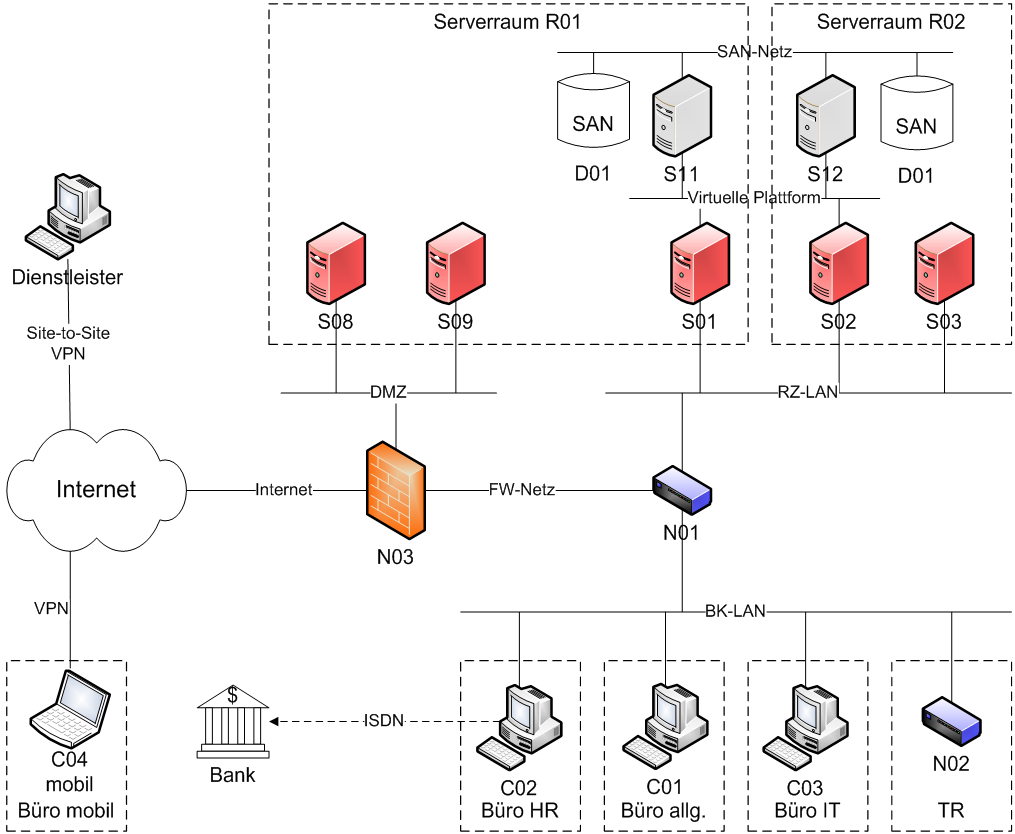 Serverraum R01
Serverraum R02
SAN-Netz
SAN
SAN
D01
S11
S12
D01
Virtuelle Plattform
Dienstleister
S08
S09
S01
S02
S03
Site-to-Site
VPN
DMZ
RZ-LAN
Internet
Internet
FW-Netz
N03
N01
VPN
BK-LAN
$
ISDN
C04
mobil
Büro mobil
Bank
C02
Büro HR
C01
Büro allg.
C03
Büro IT
N02
TR